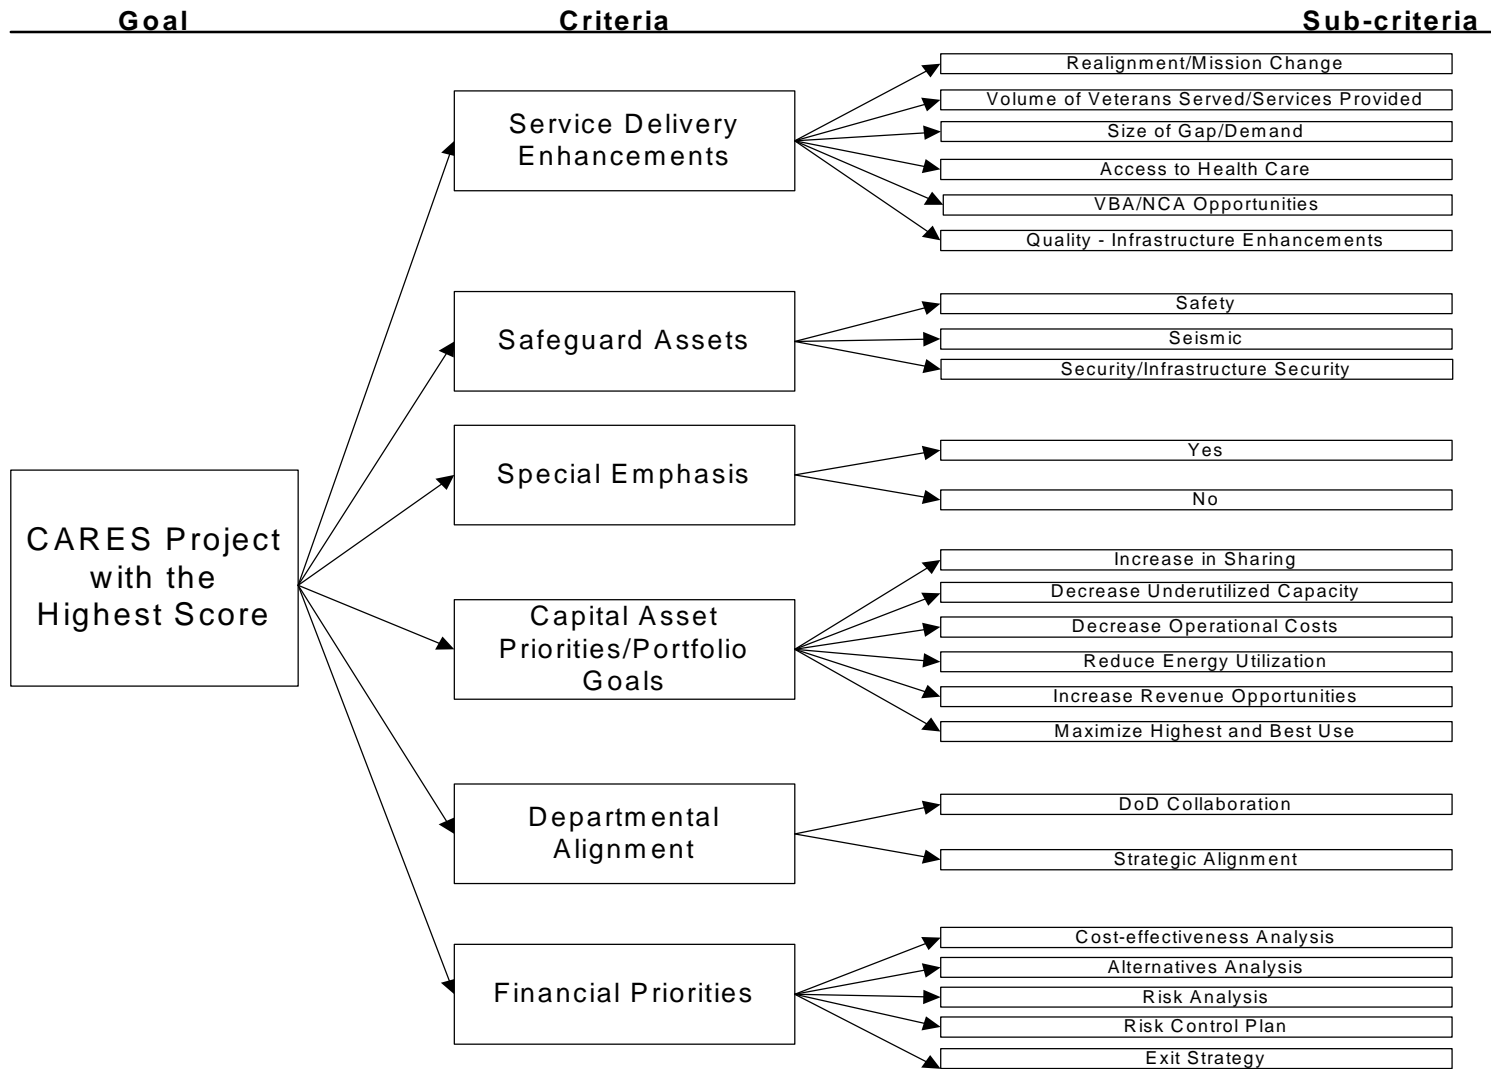 Goal Criteria Sub-criteria
Realignment/Mission Change
Volume of Veterans Served/Services Provided
Size of Gap/Demand
Access to Health Care
VBA/NCA Opportunities
Quality - Infrastructure Enhancements
Service Delivery
Enhancements
Safety
Seismic
Security/Infrastructure Security
Safeguard Assets
Yes
No
Special Emphasis
CARES Project
with the
Highest Score
Increase in Sharing
Decrease Underutilized Capacity
Decrease Operational Costs
Reduce Energy Utilization
Increase Revenue Opportunities
Maximize Highest and Best Use
Capital Asset
Priorities/Portfolio
Goals
DoD Collaboration
Strategic Alignment
Departmental
Alignment
Cost-effectiveness Analysis
Alternatives Analysis
Risk Analysis
Risk Control Plan
Exit Strategy
Financial Priorities